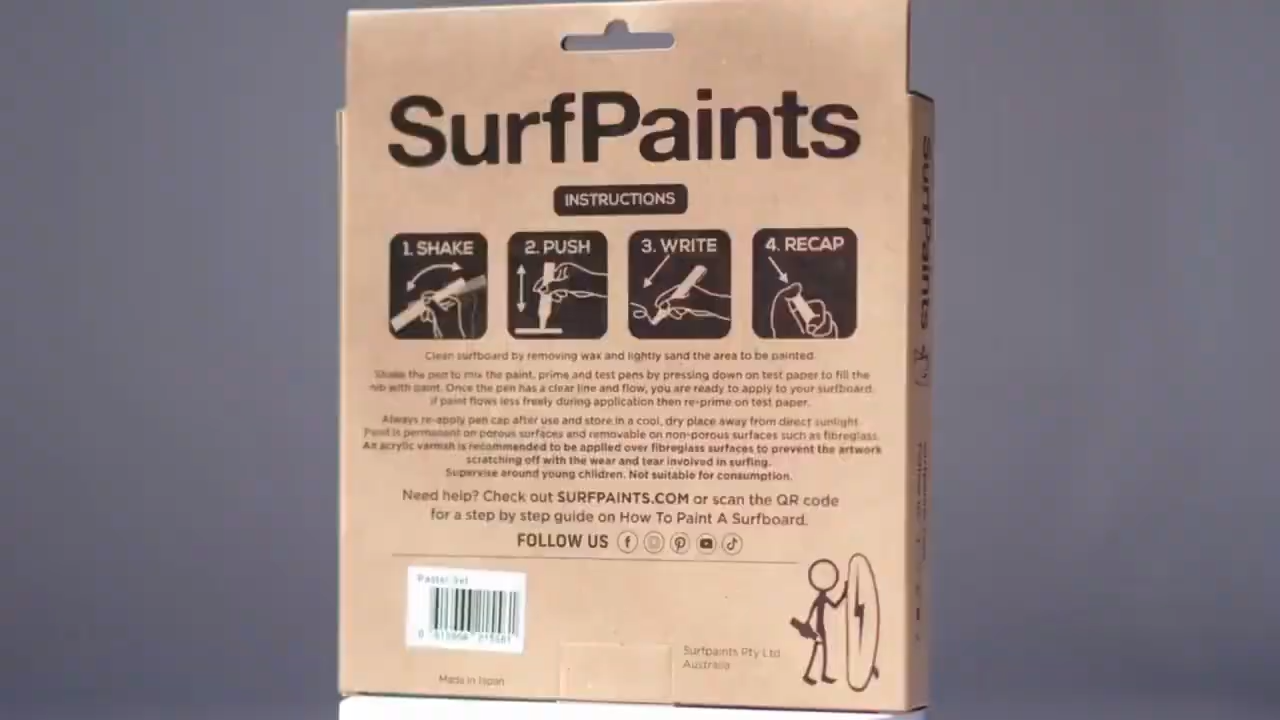 SurfPaints
INSTRUCTIONS
1. SHAKE
2. PUSH
3. WRITE
4. RECAP
Clean surfboard by removing wax and lightly sand the area to be painted.
Shake the pen to mix the paint, prime and test pens by pressing down on test paper to fill the
nib with paint. Once the pen has a clear line and flow, you are ready to apply to your surfboard.
If paint flows less freely during application then re-prime on test paper.
Always re-apply pen cap after use and store in a cool, dry place away from direct sunlight.
Paint is permanent on porous surfaces and removable on non-porous surfaces such as fibreglass.
An acrylic varnish is recommended to be applied over fibreglass surfaces to prevent the artwork
scratching off with the wear and tear involved in surfing.
Supervise around young children. Not suitable for consumption.
Need help? Check out SURFPAINTS.COM or scan the QR code
for a step by step guide on How To Paint A Surfboard.
FOLLOW US
Pastel Set
Surfpaints Pty Ltd
Australia
Made in Japan
SurfPaints